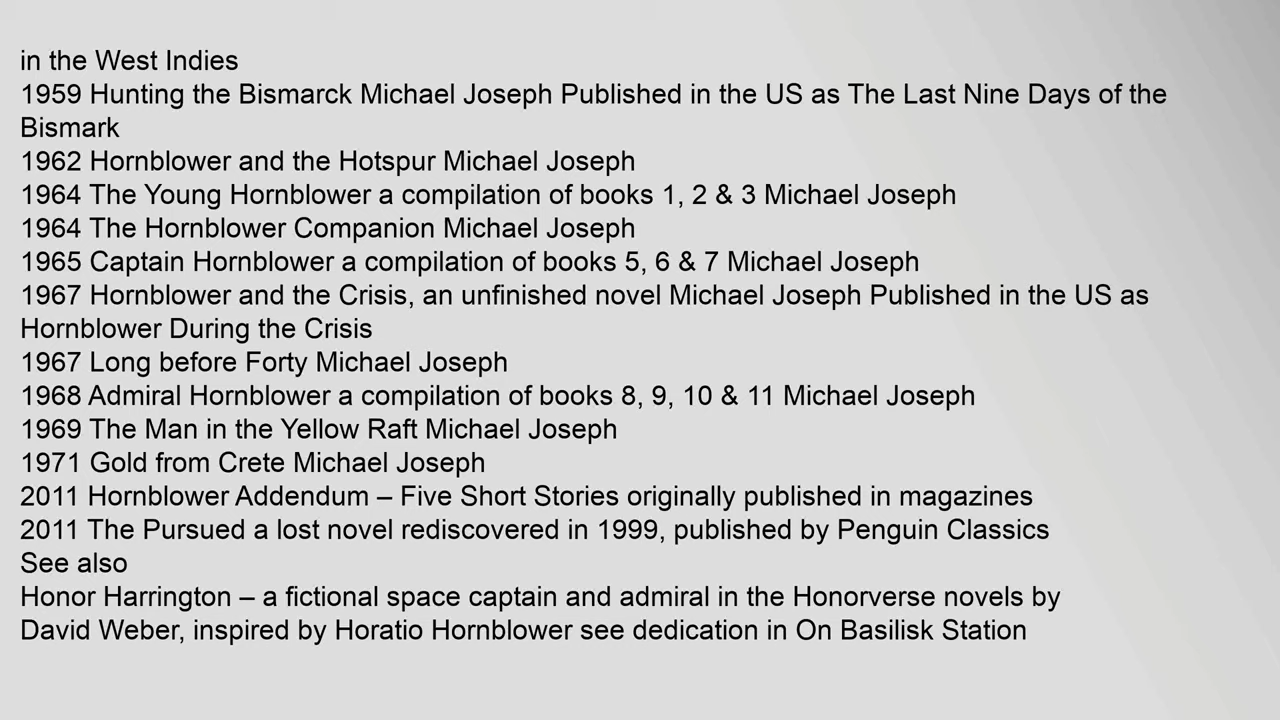 in the West Indies
1959 Hunting the Bismarck Michael Joseph Published in the US as The Last Nine Days of the
Bismark
1962 Hornblower and the Hotspur Michael Joseph
1964 The Young Hornblower a compilation of books 1, 2 & 3 Michael Joseph
1964 The Hornblower Companion Michael Joseph
1965 Captain Hornblower a compilation of books 5, 6 & 7 Michael Joseph
1967 Hornblower and the Crisis, an unfinished novel Michael Joseph Published in the US as
Hornblower During the Crisis
1967 Long before Forty Michael Joseph
1968 Admiral Hornblower a compilation of books 8, 9, 10 & 11 Michael Joseph
1969 The Man in the Yellow Raft Michael Joseph
1971 Gold from Crete Michael Joseph
2011 Hornblower Addendum – Five Short Stories originally published in magazines
2011 The Pursued a lost novel rediscovered in 1999, published by Penguin Classics
See also
Honor Harrington – a fictional space captain and admiral in the Honorverse novels by
David Weber, inspired by Horatio Hornblower see dedication in On Basilisk Station